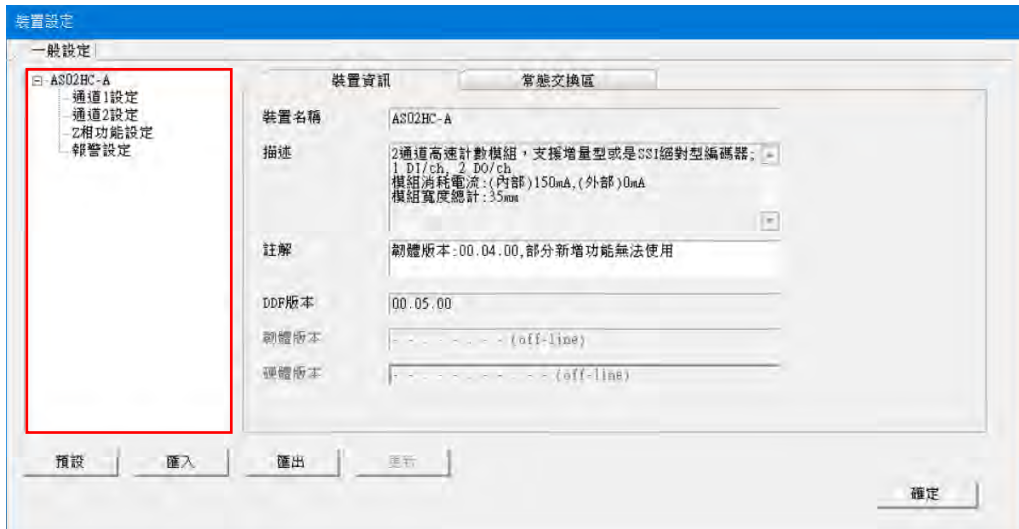 裝置設定
一般設定
AS02HC-A
通道1設定
通道2設定
Z相功能設定
報警設定
裝置資訊
常態交換區
裝置名稱
AS02HC-A
描述
2通道高速計數模組，支援增量型或是SSI絕對型編碼器;
1 DI/ch, 2 DO/ch
模組消耗電流:(內部)150mA,(外部)0mA
模組寬度總計:35mm
註解
韌體版本:00.04.00,部分新增功能無法使用
DDF版本
00.05.00
韌體版本
- - . - - . - - (off-line)
硬體版本
(off-line)
預設
匯入
匯出
更新
確定